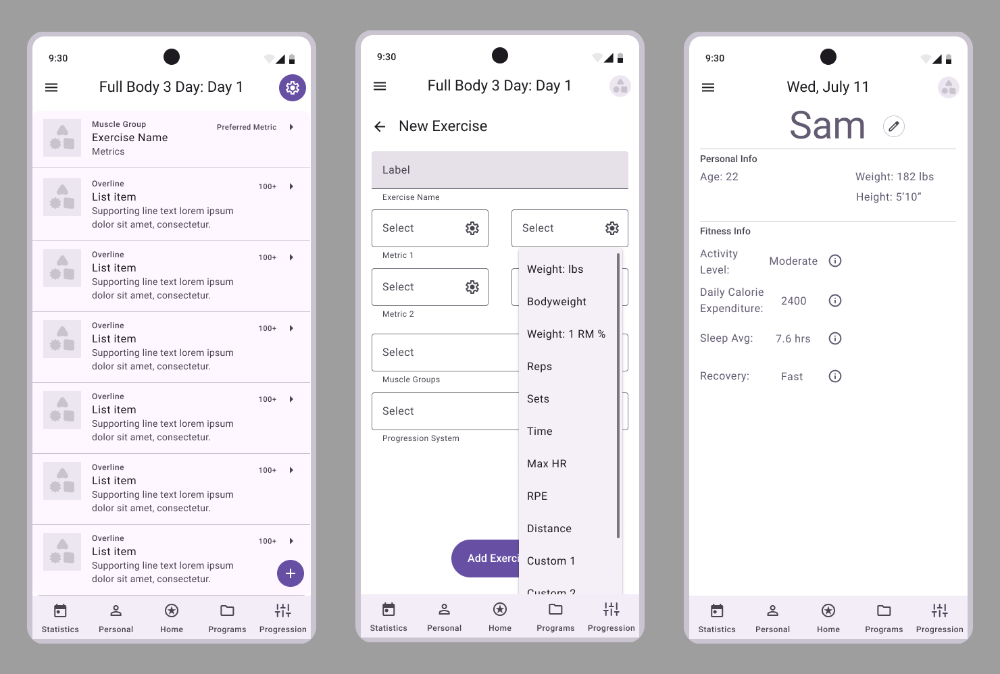 9:30
Full Body 3 Day: Day 1
Muscle Group
Exercise Name
Metrics
Preferred Metric
Overline
List item
Supporting line text lorem ipsum
dolor sit amet, consectetur.
100+
Overline
List item
Supporting line text lorem ipsum
dolor sit amet, consectetur.
100+
Overline
List item
Supporting line text lorem ipsum
dolor sit amet, consectetur.
100+
Overline
List item
Supporting line text lorem ipsum
dolor sit amet, consectetur.
100+
Overline
List item
Supporting line text lorem ipsum
dolor sit amet, consectetur.
100+
Overline
List item
Supporting line text lorem ipsum
dolor sit amet, consectetur.
100+
Statistics
Personal
Home
Programs
Progression
9:30
Full Body 3 Day: Day 1
New Exercise
Label
Exercise Name
Select
Metric 1
Select
Select
Metric 2
Select
Muscle Groups
Select
Progression System
Weight: lbs
Bodyweight
Weight: 1 RM %
Reps
Sets
Time
Max HR
RPE
Distance
Custom 1
Custom 2
Add Exerci
Statistics
Personal
Home
Programs
Progression
9:30
Wed, July 11
Sam
Personal Info
Age: 22
Weight: 182 lbs
Height: 5’10”
Fitness Info
Activity
Level:
Moderate
Daily Calorie
Expenditure:
2400
Sleep Avg:
7.6 hrs
Recovery:
Fast
Statistics
Personal
Home
Programs
Progression